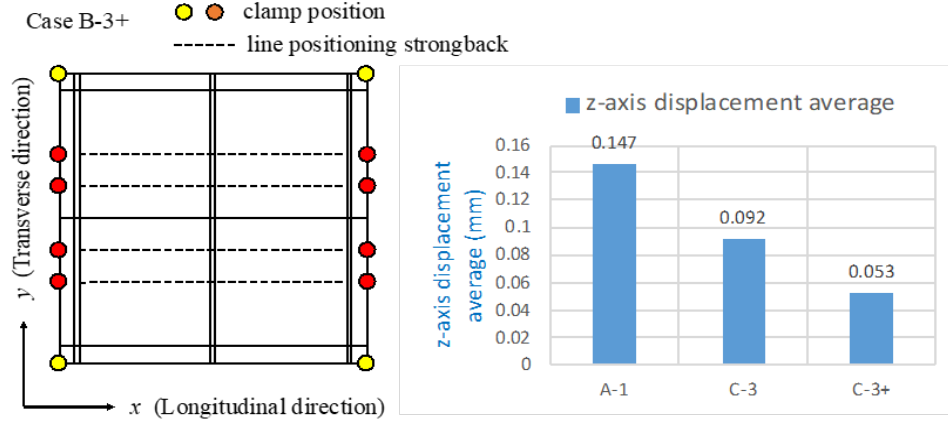 Case B-3+
clamp position
line positioning strongback
y (Transverse direction)
x (Longitudinal direction)
z-axis displacement average
z-axis displacement
average (mm)
0.16
0.14
0.12
0.1
0.08
0.06
0.04
0.02
0
0.147
0.092
0.053
A-1
C-3
C-3+